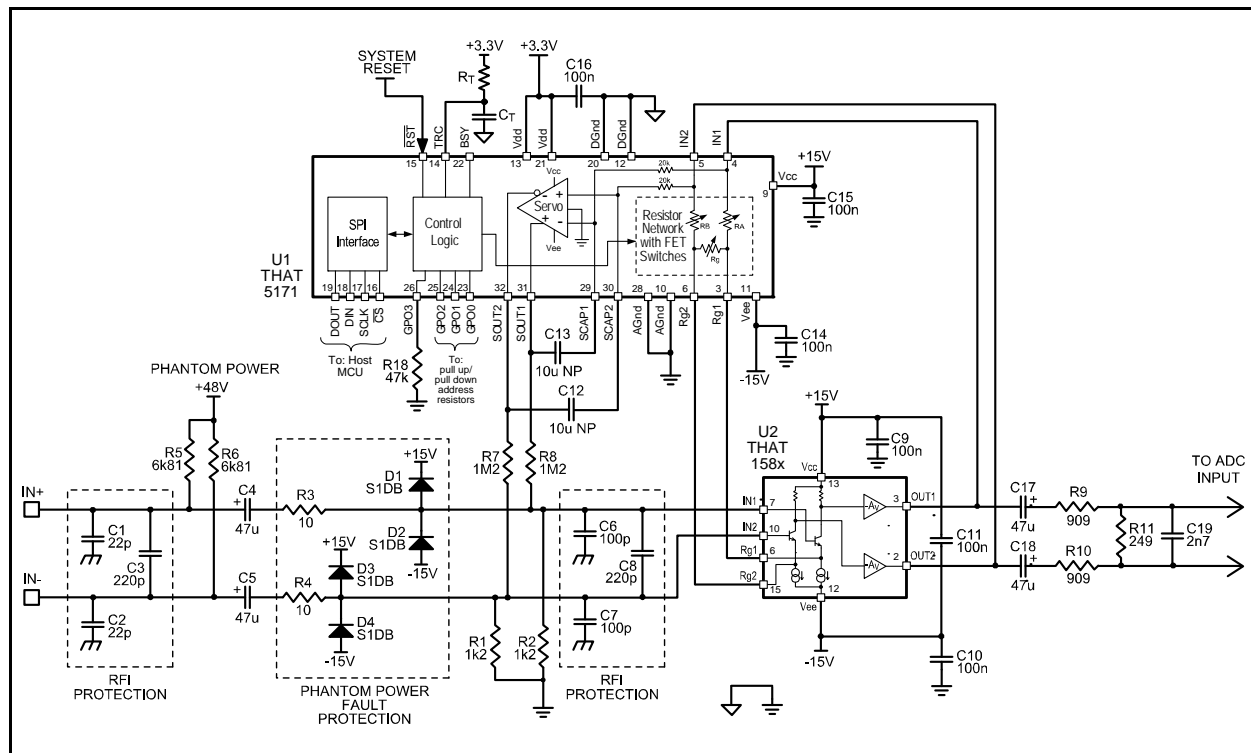 SYSTEM
RESET
+3.3V
RT
CT
+3.3V
C16
100n
RST
TRC
BSY
Vdd
Vdd
DGnd
DGnd
IN2
IN1
15
14
22
13
21
20
12
5
4
+15V
Vcc
9
C15
100n
20k
20k
SPI
Interface
Control
Logic
Vcc
Servo
Vee
- +
+ -
Resistor
Network
with FET
Switches
RB
RA
Rg
U1
THAT
5171
19
18
17
16
26
25
24
23
32
31
29
30
28
10
6
3
11
DOUT
DIN
SCLK
CS
GPO3
GPO2
GPO1
GPO0
SOUT2
SOUT1
SCAP1
SCAP2
AGnd
AGnd
Rg2
Rg1
Vee
To: Host
MCU
R18
47k
To:
pull up/
pull down
address
resistors
C13
10u NP
C12
10u NP
C14
100n
-15V
PHANTOM POWER
+48V
R5
6k81
R6
6k81
R7
1M2
R8
1M2
+15V
C9
100n
U2
THAT
158x
Vcc
13
TO ADC
INPUT
IN+
C4
+
47u
R3
10
+15V
D1
S1DB
D2
S1DB
-15V
IN1
7
IN2
10
Rg1
6
Rg2
15
-Av
-Av
3
OUT1
2
OUT2
12
Vee
-15V
C17
+
47u
C18
+
47u
R9
909
R10
909
R11
249
C19
2n7
C11
100n
C10
100n
C1
22p
C3
220p
IN-
C2
22p
C5
+
47u
R4
10
+15V
D3
S1DB
D4
S1DB
-15V
R1
1k2
R2
1k2
C6
100p
C8
220p
C7
100p
RFI
PROTECTION
PHANTOM POWER
FAULT
PROTECTION
RFI
PROTECTION